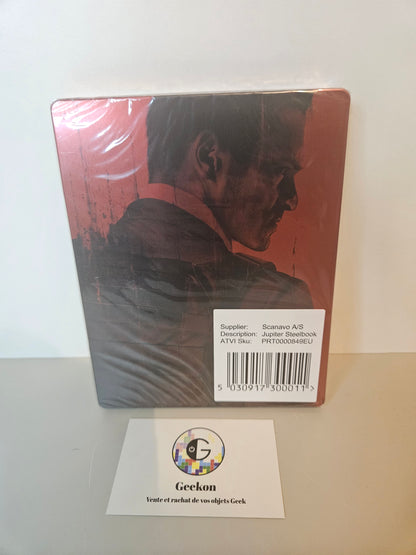 Supplier: Scanavo A/S
Description: Jupiter Steelbook
ATVI Sku: PRT0000849EU
5 030917 300011 >
G
Geekon
Vente et rachat de vos objets Geek